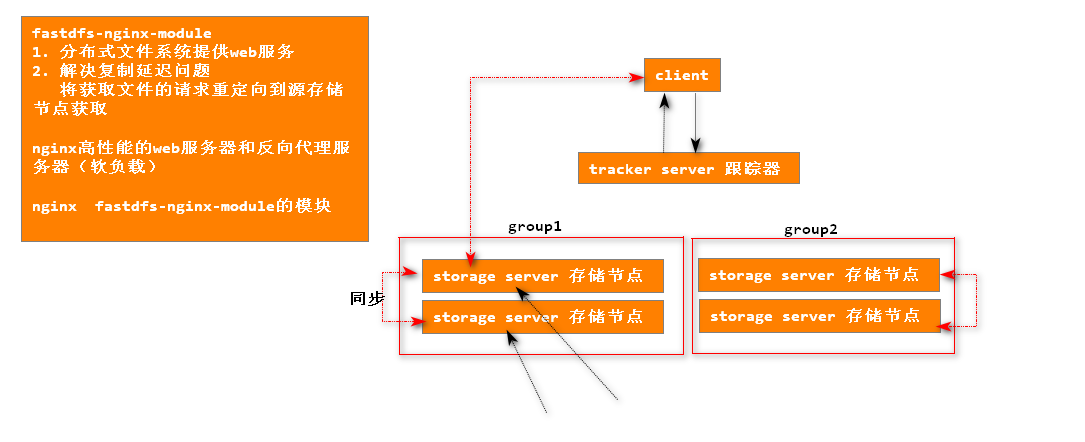 fastdfs-nginx-module
1. 分布式文件系统提供web服务
2. 解决复制延迟问题
将获取文件的请求重定向到源存储
节点获取
nginx高性能的web服务器和反向代理服
务器（软负载）
nginx  fastdfs-nginx-module的模块
client
tracker server 跟踪器
group1
group2
storage server 存储节点
storage server 存储节点
同步
storage server 存储节点
storage server 存储节点